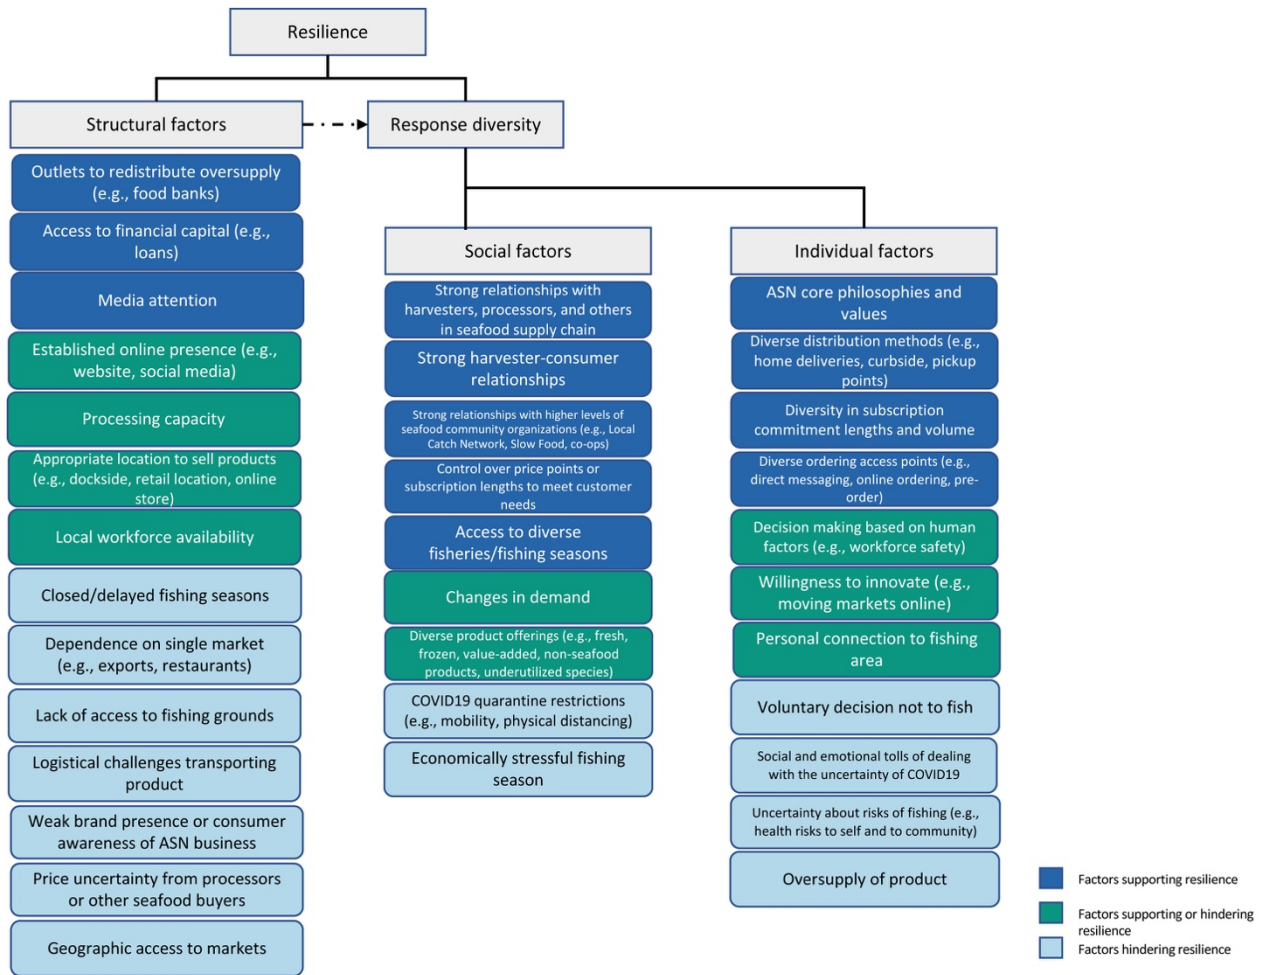 Resilience
Structural factors
Response diversity
Outlets to redistribute oversupply
(e.g., food banks)
Access to financial capital (e.g.,
loans)
Media attention
Established online presence (e.g.,
website, social media)
Processing capacity
Appropriate location to sell products
(e.g., dockside, retail location, online
store)
Local workforce availability
Closed/delayed fishing seasons
Dependence on single market
(e.g., exports, restaurants)
Lack of access to fishing grounds
Logistical challenges transporting
product
Weak brand presence or consumer
awareness of ASN business
Price uncertainty from processors
or other seafood buyers
Geographic access to markets
Social factors
Strong relationships with
harvesters, processors, and others
in seafood supply chain
Strong harvester-consumer
relationships
Strong relationships with higher levels of
seafood community organizations (e.g., Local
Catch Network, Slow Food, co-ops)
Control over price points or
subscription lengths to meet customer
needs
Access to diverse
fisheries/fishing seasons
Changes in demand
Diverse product offerings (e.g., fresh,
frozen, value-added, non-seafood
products, underutilized species)
COVID19 quarantine restrictions
(e.g., mobility, physical distancing)
Economically stressful fishing
season
Individual factors
ASN core philosophies and
values
Diverse distribution methods (e.g.,
home deliveries, curbside, pickup
points)
Diversity in subscription
commitment lengths and volume
Diverse ordering access points (e.g.,
direct messaging, online ordering, pre-
order)
Decision making based on human
factors (e.g., workforce safety)
Willingness to innovate (e.g.,
moving markets online)
Personal connection to fishing
area
Voluntary decision not to fish
Social and emotional tolls of dealing
with the uncertainty of COVID19
Uncertainty about risks of fishing (e.g.,
health risks to self and to community)
Oversupply of product
Factors supporting resilience
Factors supporting or hindering
resilience
Factors hindering resilience